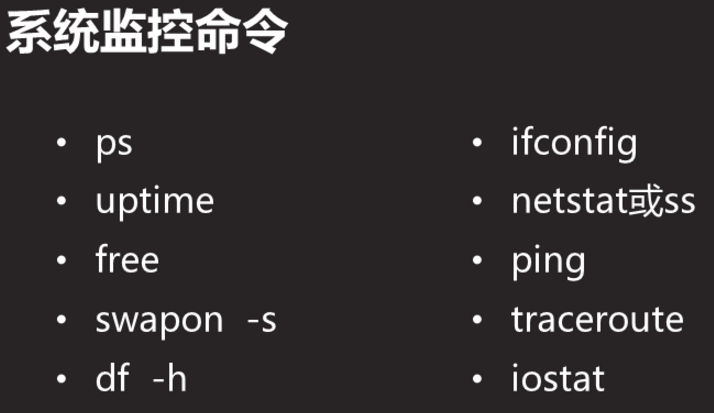 系统监控命令
• ps
• uptime
• free
• swapon -s
• df -h
• ifconfig
• netstat或ss
• ping
• traceroute
• iostat